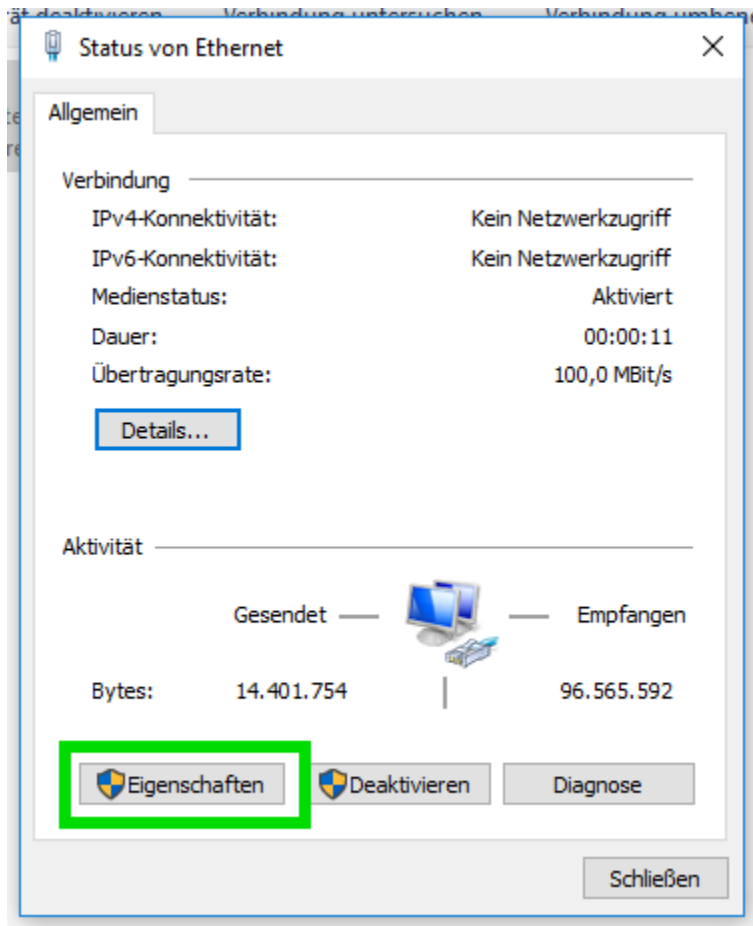 Status von Ethernet
Allgemein
Verbindung
IPv4-Konnektivität: Kein Netzwerkzugriff
IPv6-Konnektivität: Kein Netzwerkzugriff
Medienstatus: Aktiviert
Dauer: 00:00:11
Übertragungsrate: 100,0 MBit/s
Details...
Aktivität
Gesendet Empfangen
Bytes: 14.401.754 96.565.592
Eigenschaften Deaktivieren Diagnose
Schließen